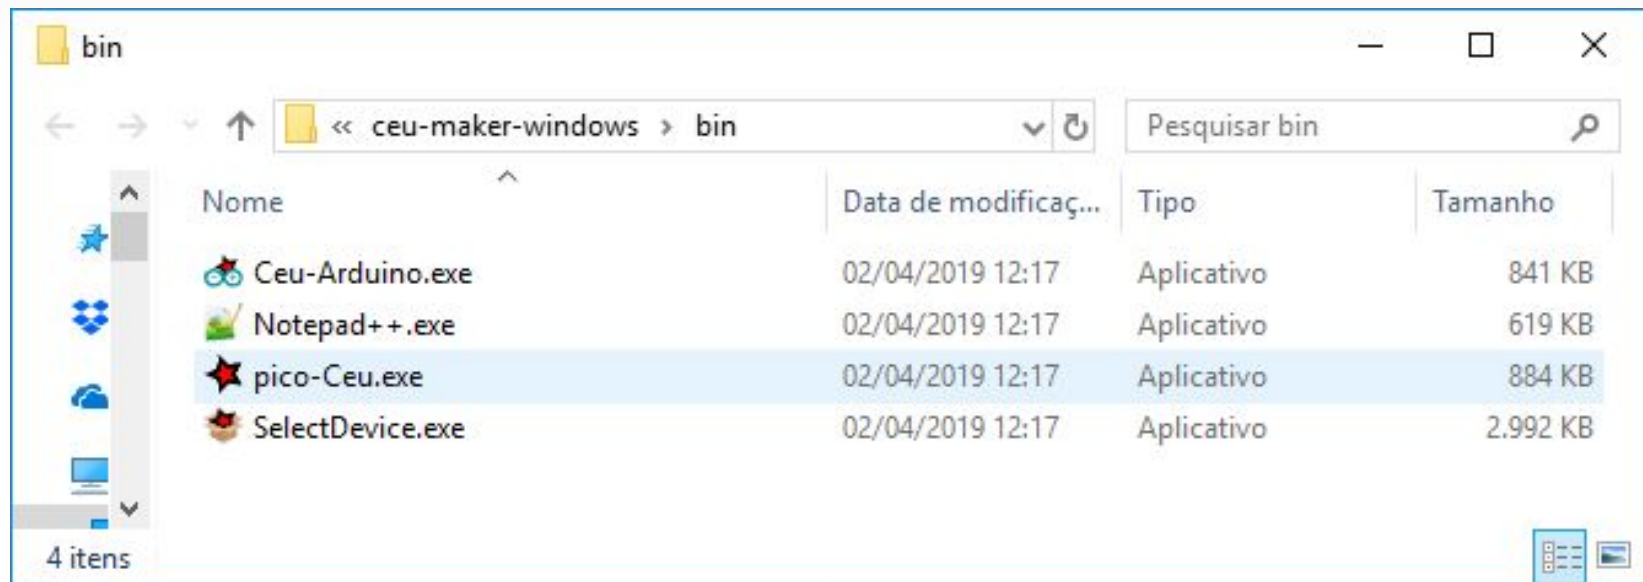 bin
« ceu-maker-windows › bin
Pesquisar bin
Nome Data de modificaç... Tipo Tamanho
Ceu-Arduino.exe 02/04/2019 12:17 Aplicativo 841 KB
Notepad++.exe 02/04/2019 12:17 Aplicativo 619 KB
pico-Ceu.exe 02/04/2019 12:17 Aplicativo 884 KB
SelectDevice.exe 02/04/2019 12:17 Aplicativo 2.992 KB
4 itens